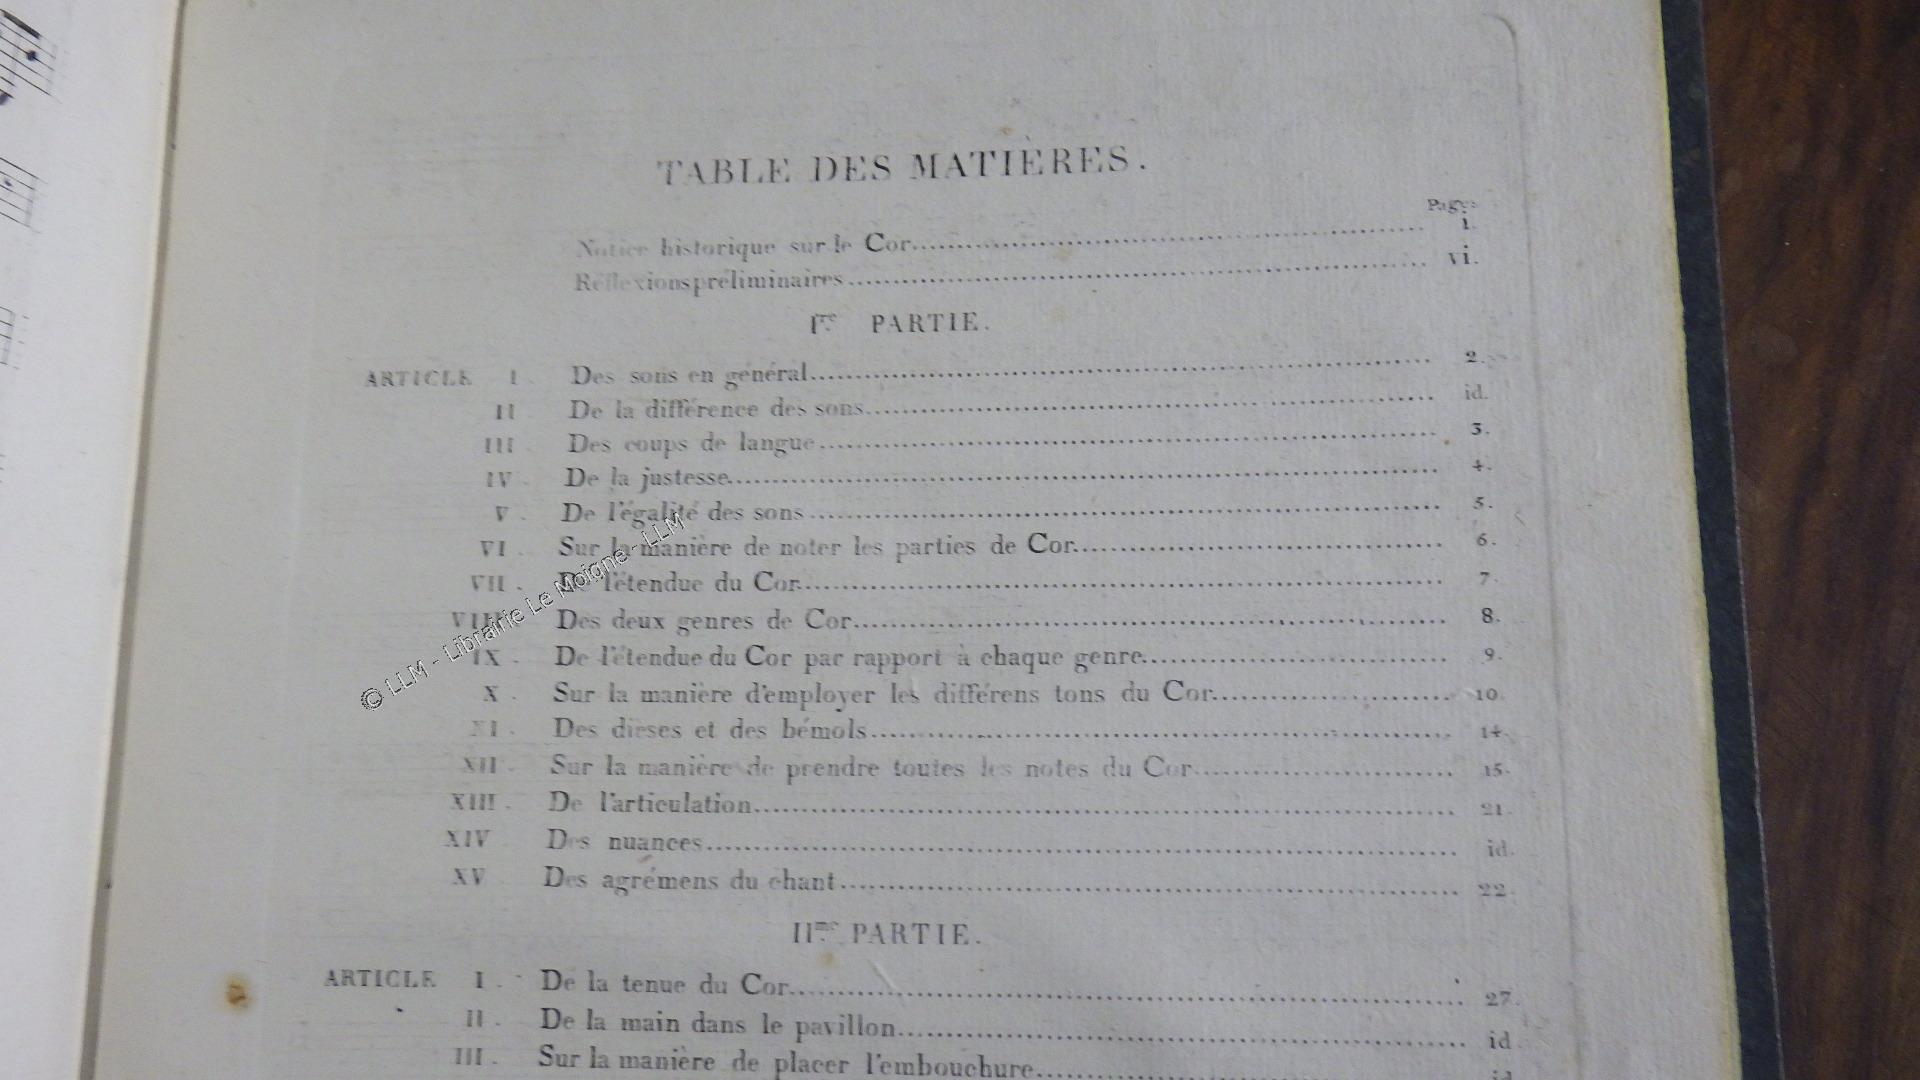 TABLE DES MATIÈRES.
Pages
Notice historique sur le Cor........ i.
Réflexions préliminaires........ vi.
I.re PARTIE.
ARTICLE I. Des sons en général........ 2.
II. De la différence des sons........ id.
III. Des coups de langue........ 3.
IV. De la justesse........ 4.
V. De l'égalité des sons........ 5.
VI. Sur la manière de noter les parties de Cor........ 6.
VII. De l'étendue du Cor........ 7.
VIII. Des deux genres de Cor........ 8.
IX. De l'étendue du Cor par rapport à chaque genre........ 9.
X. Sur la manière d'employer les différens tons du Cor........ 10.
XI. Des dieses et des bémols........ 14.
XII. Sur la manière de prendre toutes les notes du Cor........ 15.
XIII. De l'articulation........ 21.
XIV Des nuances........ id.
XV Des agrémens du chant........ 22.
II.me PARTIE.
ARTICLE I. De la tenue du Cor........ 27.
II. De la main dans le pavillon........ id.
III. Sur la manière de placer l'embouchure........ id
© LLM - Librairie Le Moigne - LLM